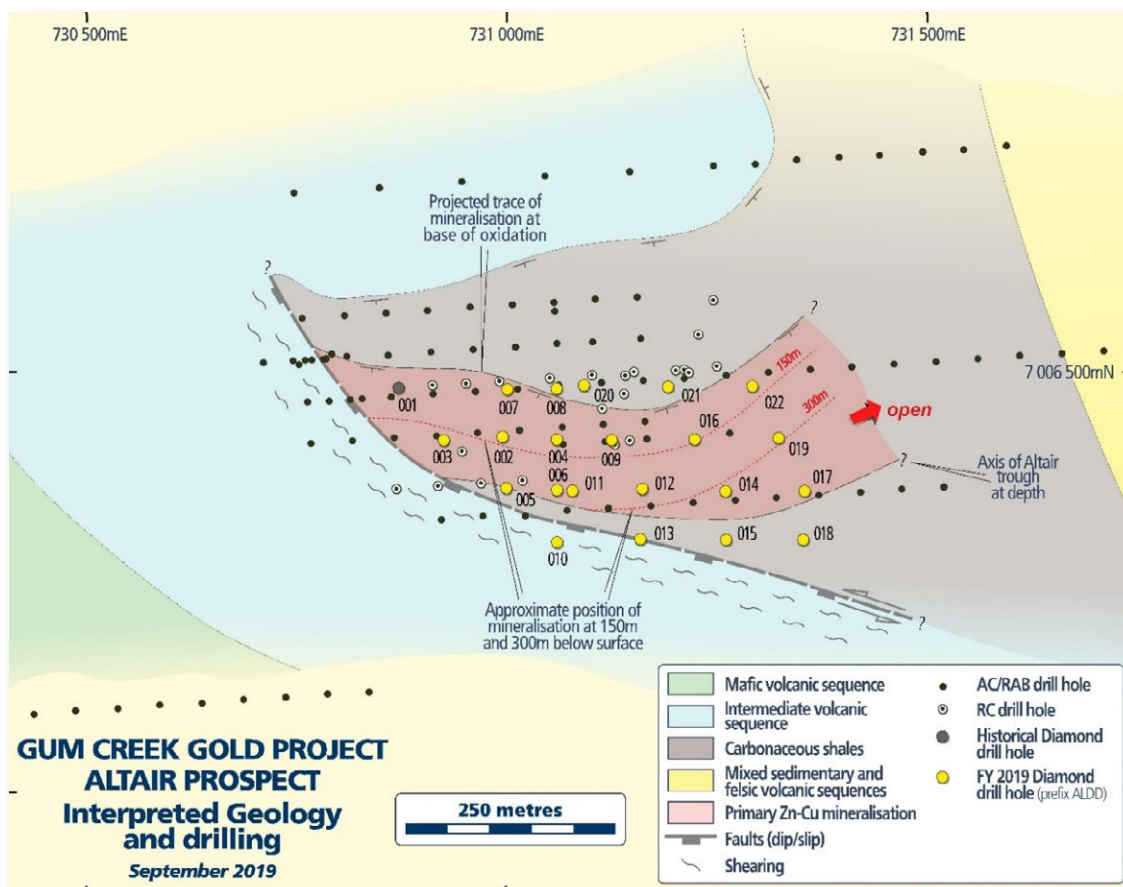 730 500mE
731 000mE
731 500mE
Projected trace of
mineralisation at
base of oxidation
?
?
150m
7 006 500mN
300m
open
001
007
008
020
021
022
016
003
002
004
009
019
006
005
011
012
014
017
?
Axis of Altair
trough
at depth
010
013
015
018
?
Approximate position of
mineralisation at 150m
and 300m below surface
GUM CREEK GOLD PROJECT
ALTAIR PROSPECT
Interpreted Geology
and drilling
September 2019
250 metres
Mafic volcanic sequence
Intermediate volcanic
sequence
Carbonaceous shales
Mixed sedimentary and
felsic volcanic sequences
Primary Zn-Cu mineralisation
Faults (dip/slip)
Shearing
AC/RAB drill hole
RC drill hole
Historical Diamond
drill hole
FY 2019 Diamond
drill hole (prefix ALDD)